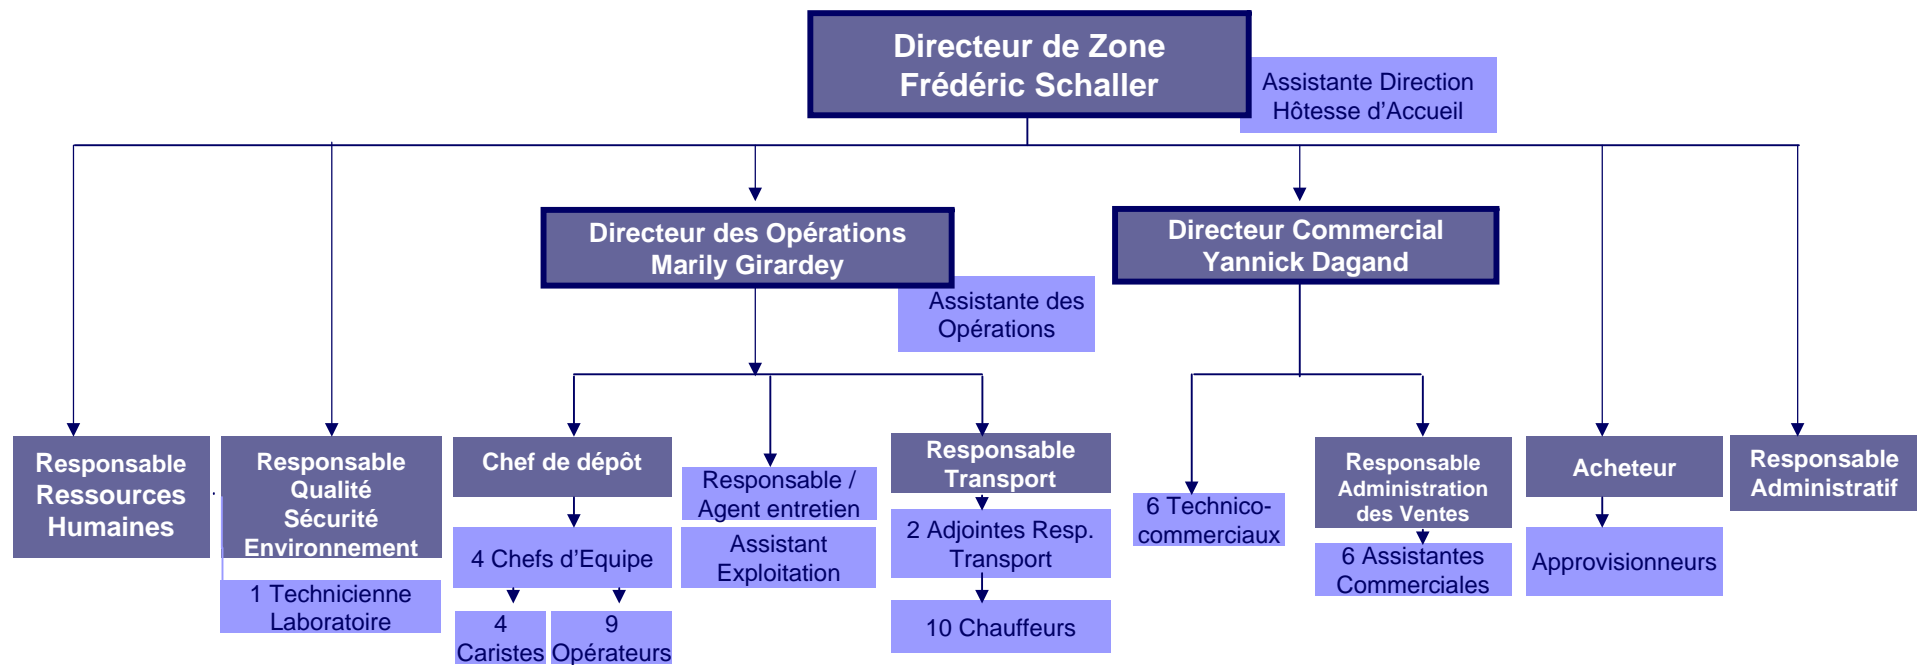 Directeur de Zone
Frédéric Schaller
Assistante Direction
Hôtesse d'Accueil
Directeur des Opérations
Marily Girardey
Assistante des
Opérations
Directeur Commercial
Yannick Dagand
Responsable
Ressources
Humaines
Responsable
Qualité
Sécurité
Environnement
1 Technicienne
Laboratoire
Chef de dépôt
4 Chefs d'Equipe
4
Caristes
9
Opérateurs
Responsable /
Agent entretien
Assistant
Exploitation
Responsable
Transport
2 Adjointes Resp.
Transport
10 Chauffeurs
6 Technico-
commerciaux
Responsable
Administration
des Ventes
6 Assistantes
Commerciales
Acheteur
Approvisionneurs
Responsable
Administratif